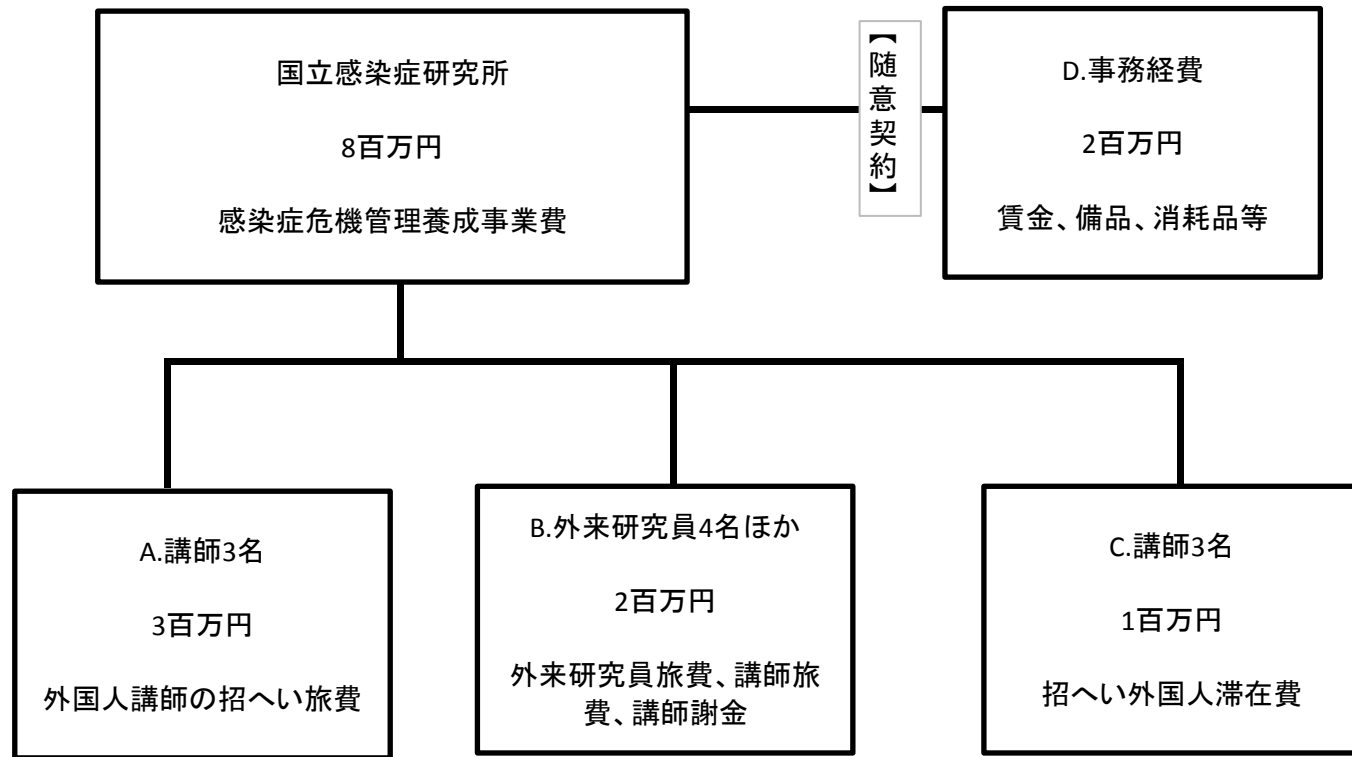 国立感染症研究所
8百万円
感染症危機管理養成事業費
【随意契約】
D.事務経費
2百万円
賃金、備品、消耗品等
A.講師3名
3百万円
外国人講師の招へい旅費
B.外来研究員4名ほか
2百万円
外来研究員旅費、講師旅
費、講師謝金
C.講師3名
1百万円
招へい外国人滞在費